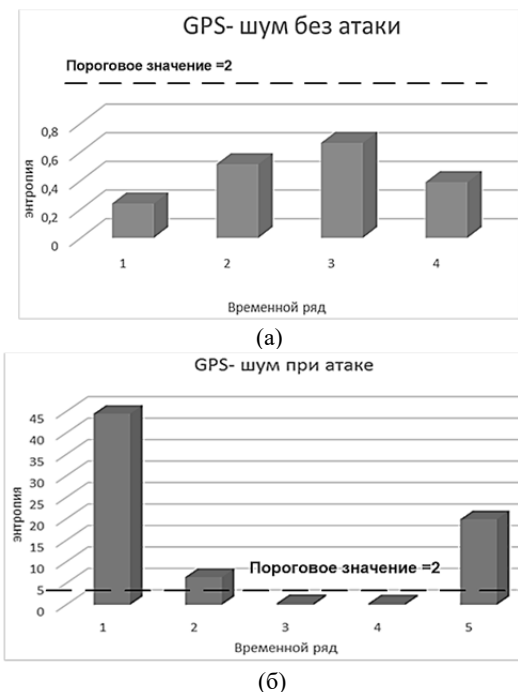 GPS- шум без атаки
Пороговое значение =2
0,8
0,6
0,4
0,2
0
энтропия
1 2 3 4
Временной ряд
(а)
GPS- шум при атаке
45
40
35
30
25
20
15
10
5
0
энтропия
Пороговое значение =2
1 2 3 4 5
Временной ряд
(б)